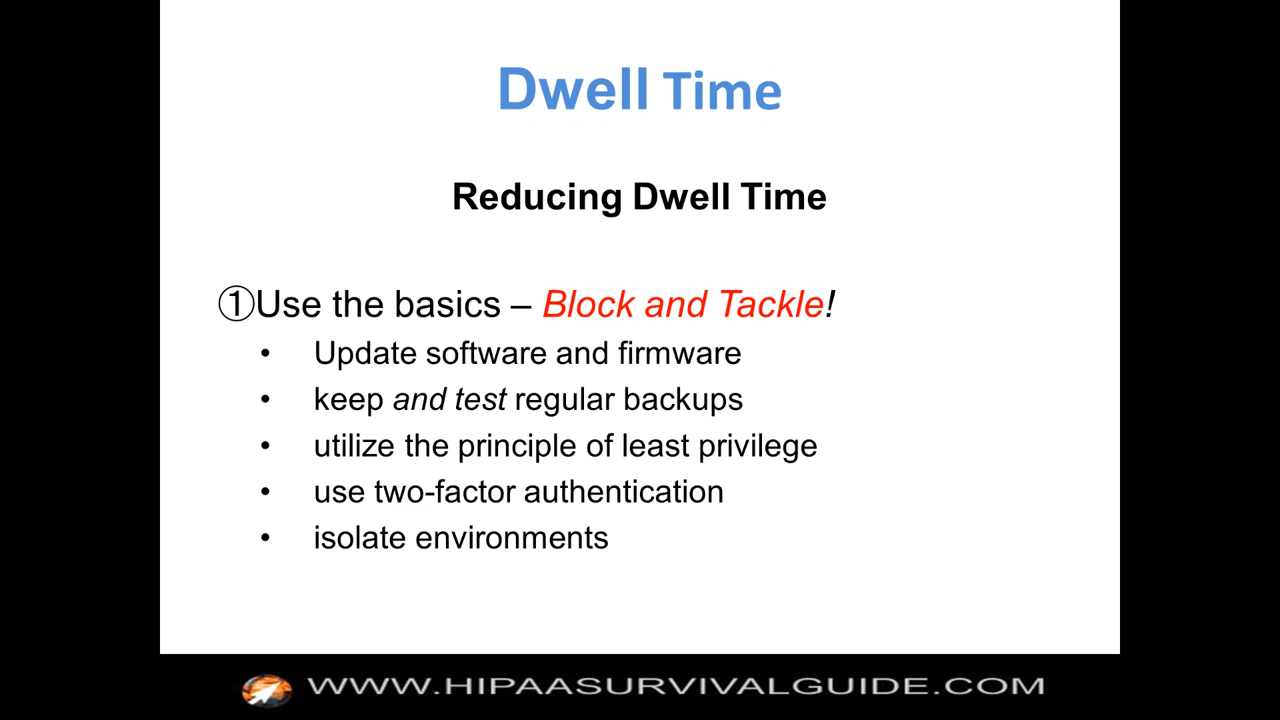 Dwell Time
Reducing Dwell Time
①Use the basics – Block and Tackle!
• Update software and firmware
• keep and test regular backups
• utilize the principle of least privilege
• use two-factor authentication
• isolate environments
WWW.HIPAASURVIVALGUIDE.COM